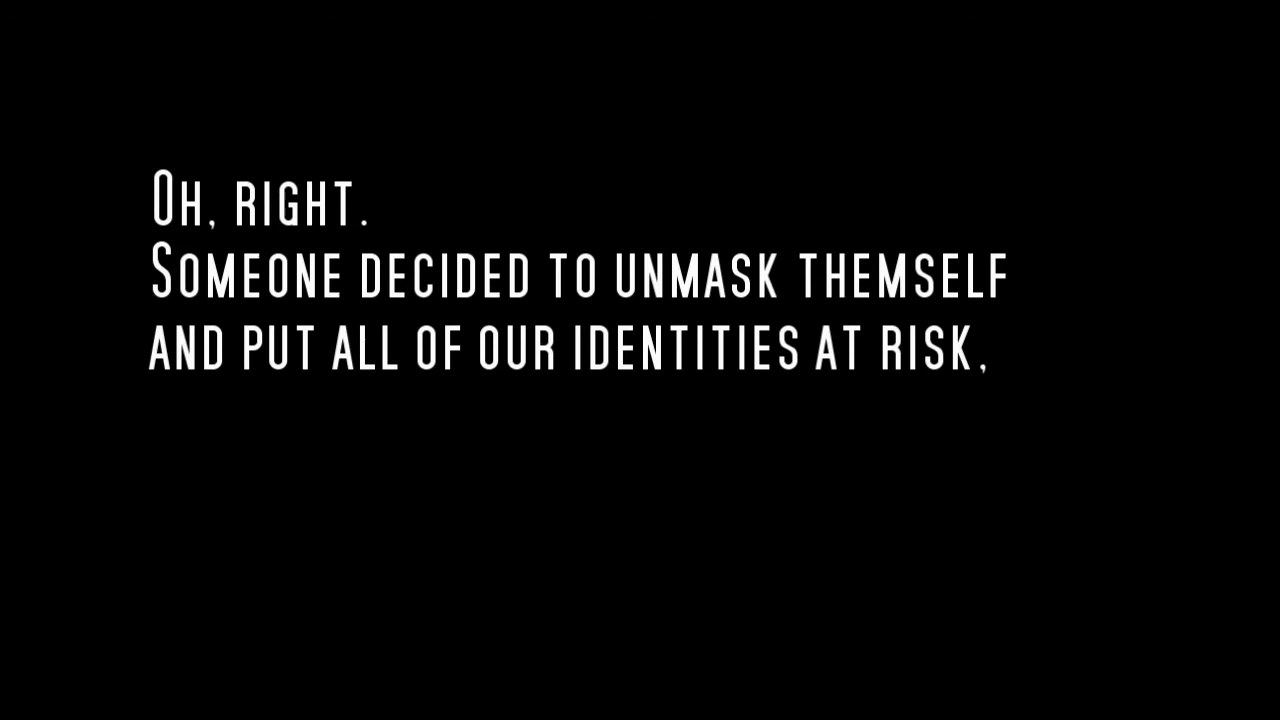 Oh, right.
Someone decided to unmask themself
and put all of our identities at risk,